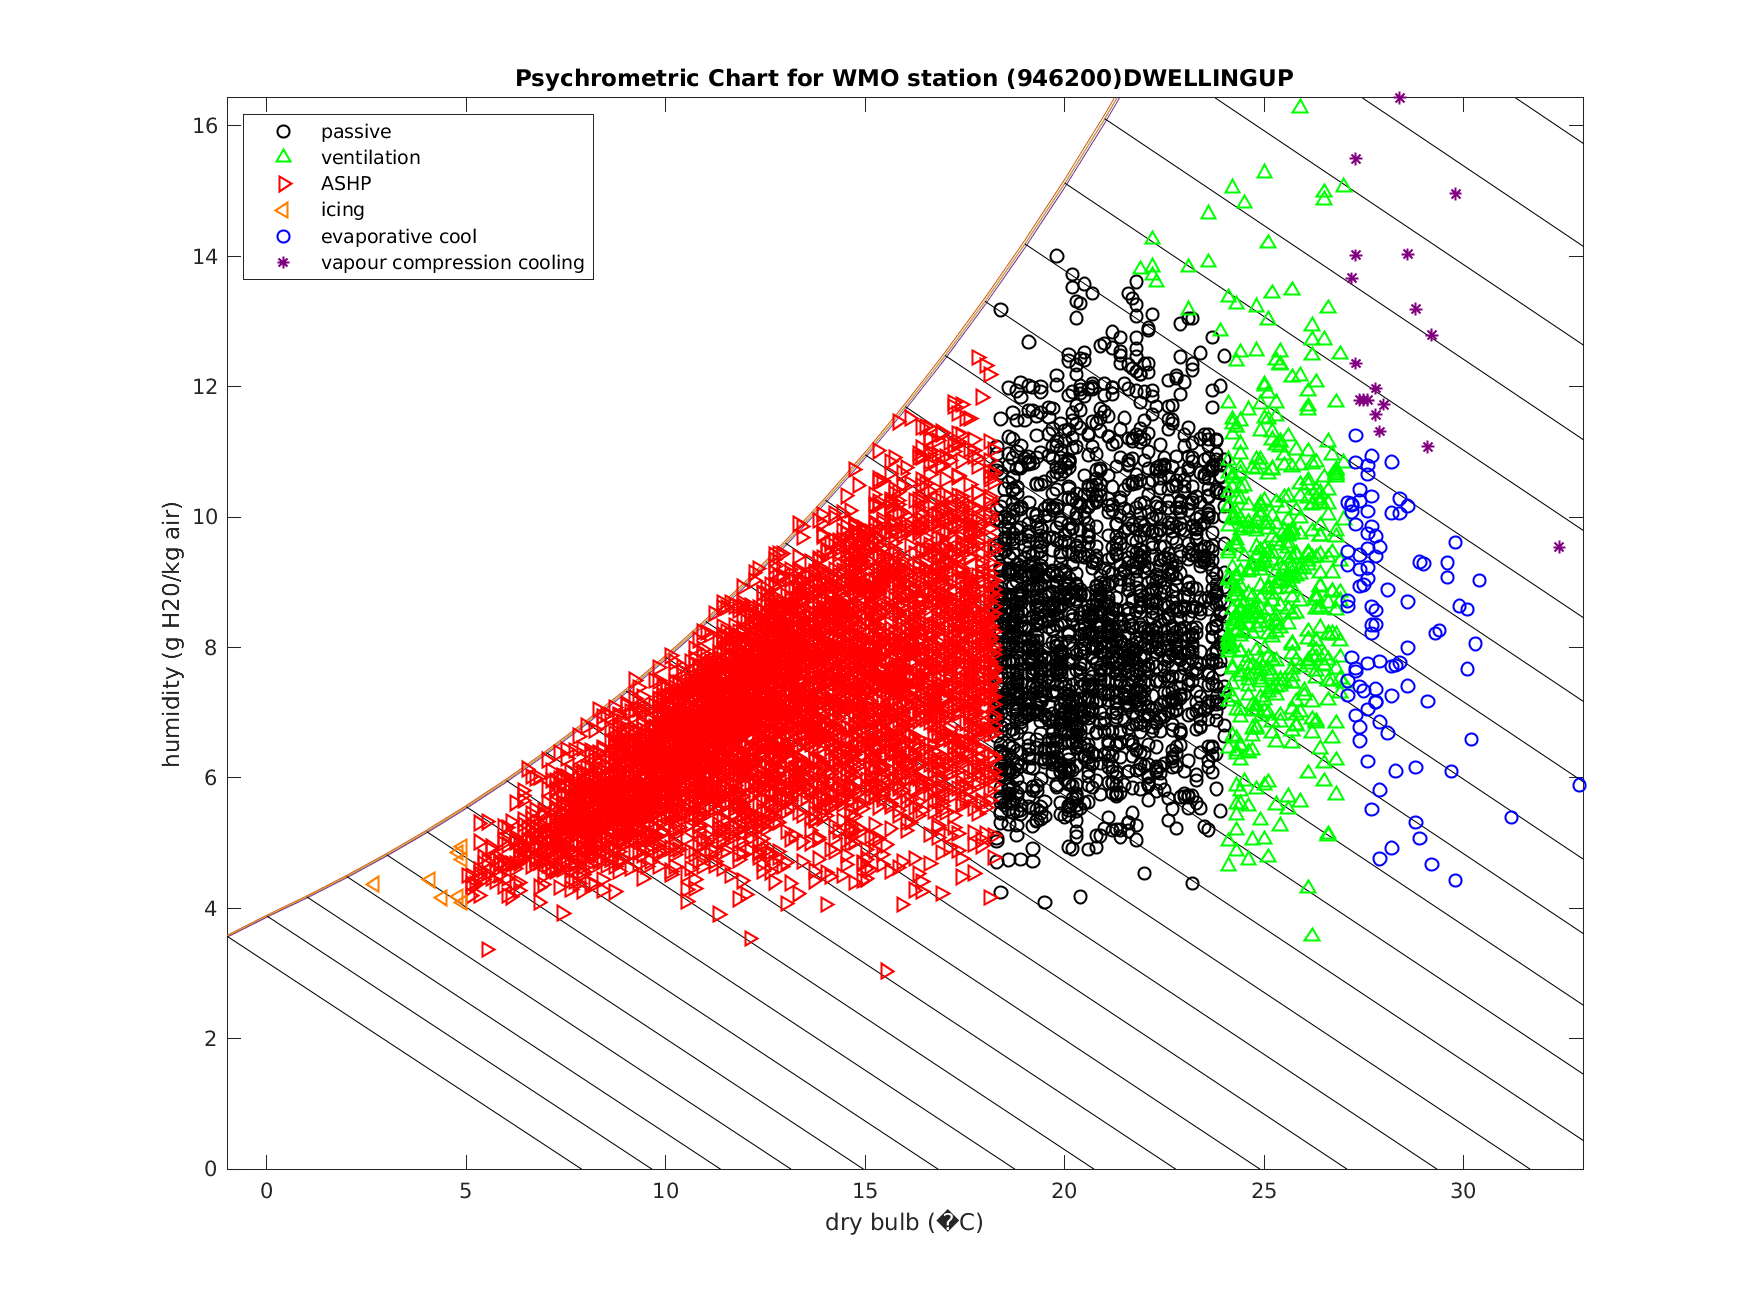 Psychrometric Chart for WMO station (946200)DWELLINGUP
passive
ventilation
ASHP
icing
evaporative cool
vapour compression cooling
humidity (g H20/kg air)
16
14
12
10
8
6
4
2
0
0 5 10 15 20 25 30
dry bulb (�C)